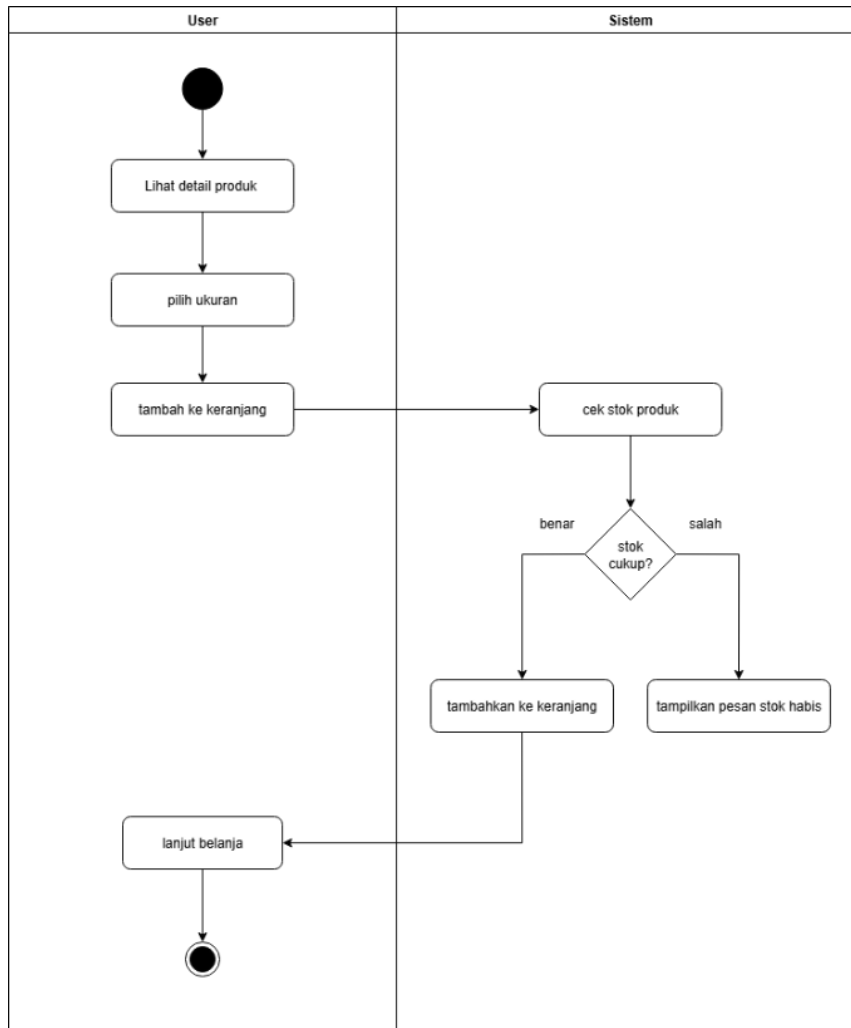 User
Sistem
Lihat detail produk
pilih ukuran
tambah ke keranjang
cek stok produk
benar
salah
stok
cukup?
tambahkan ke keranjang
tampilkan pesan stok habis
lanjut belanja